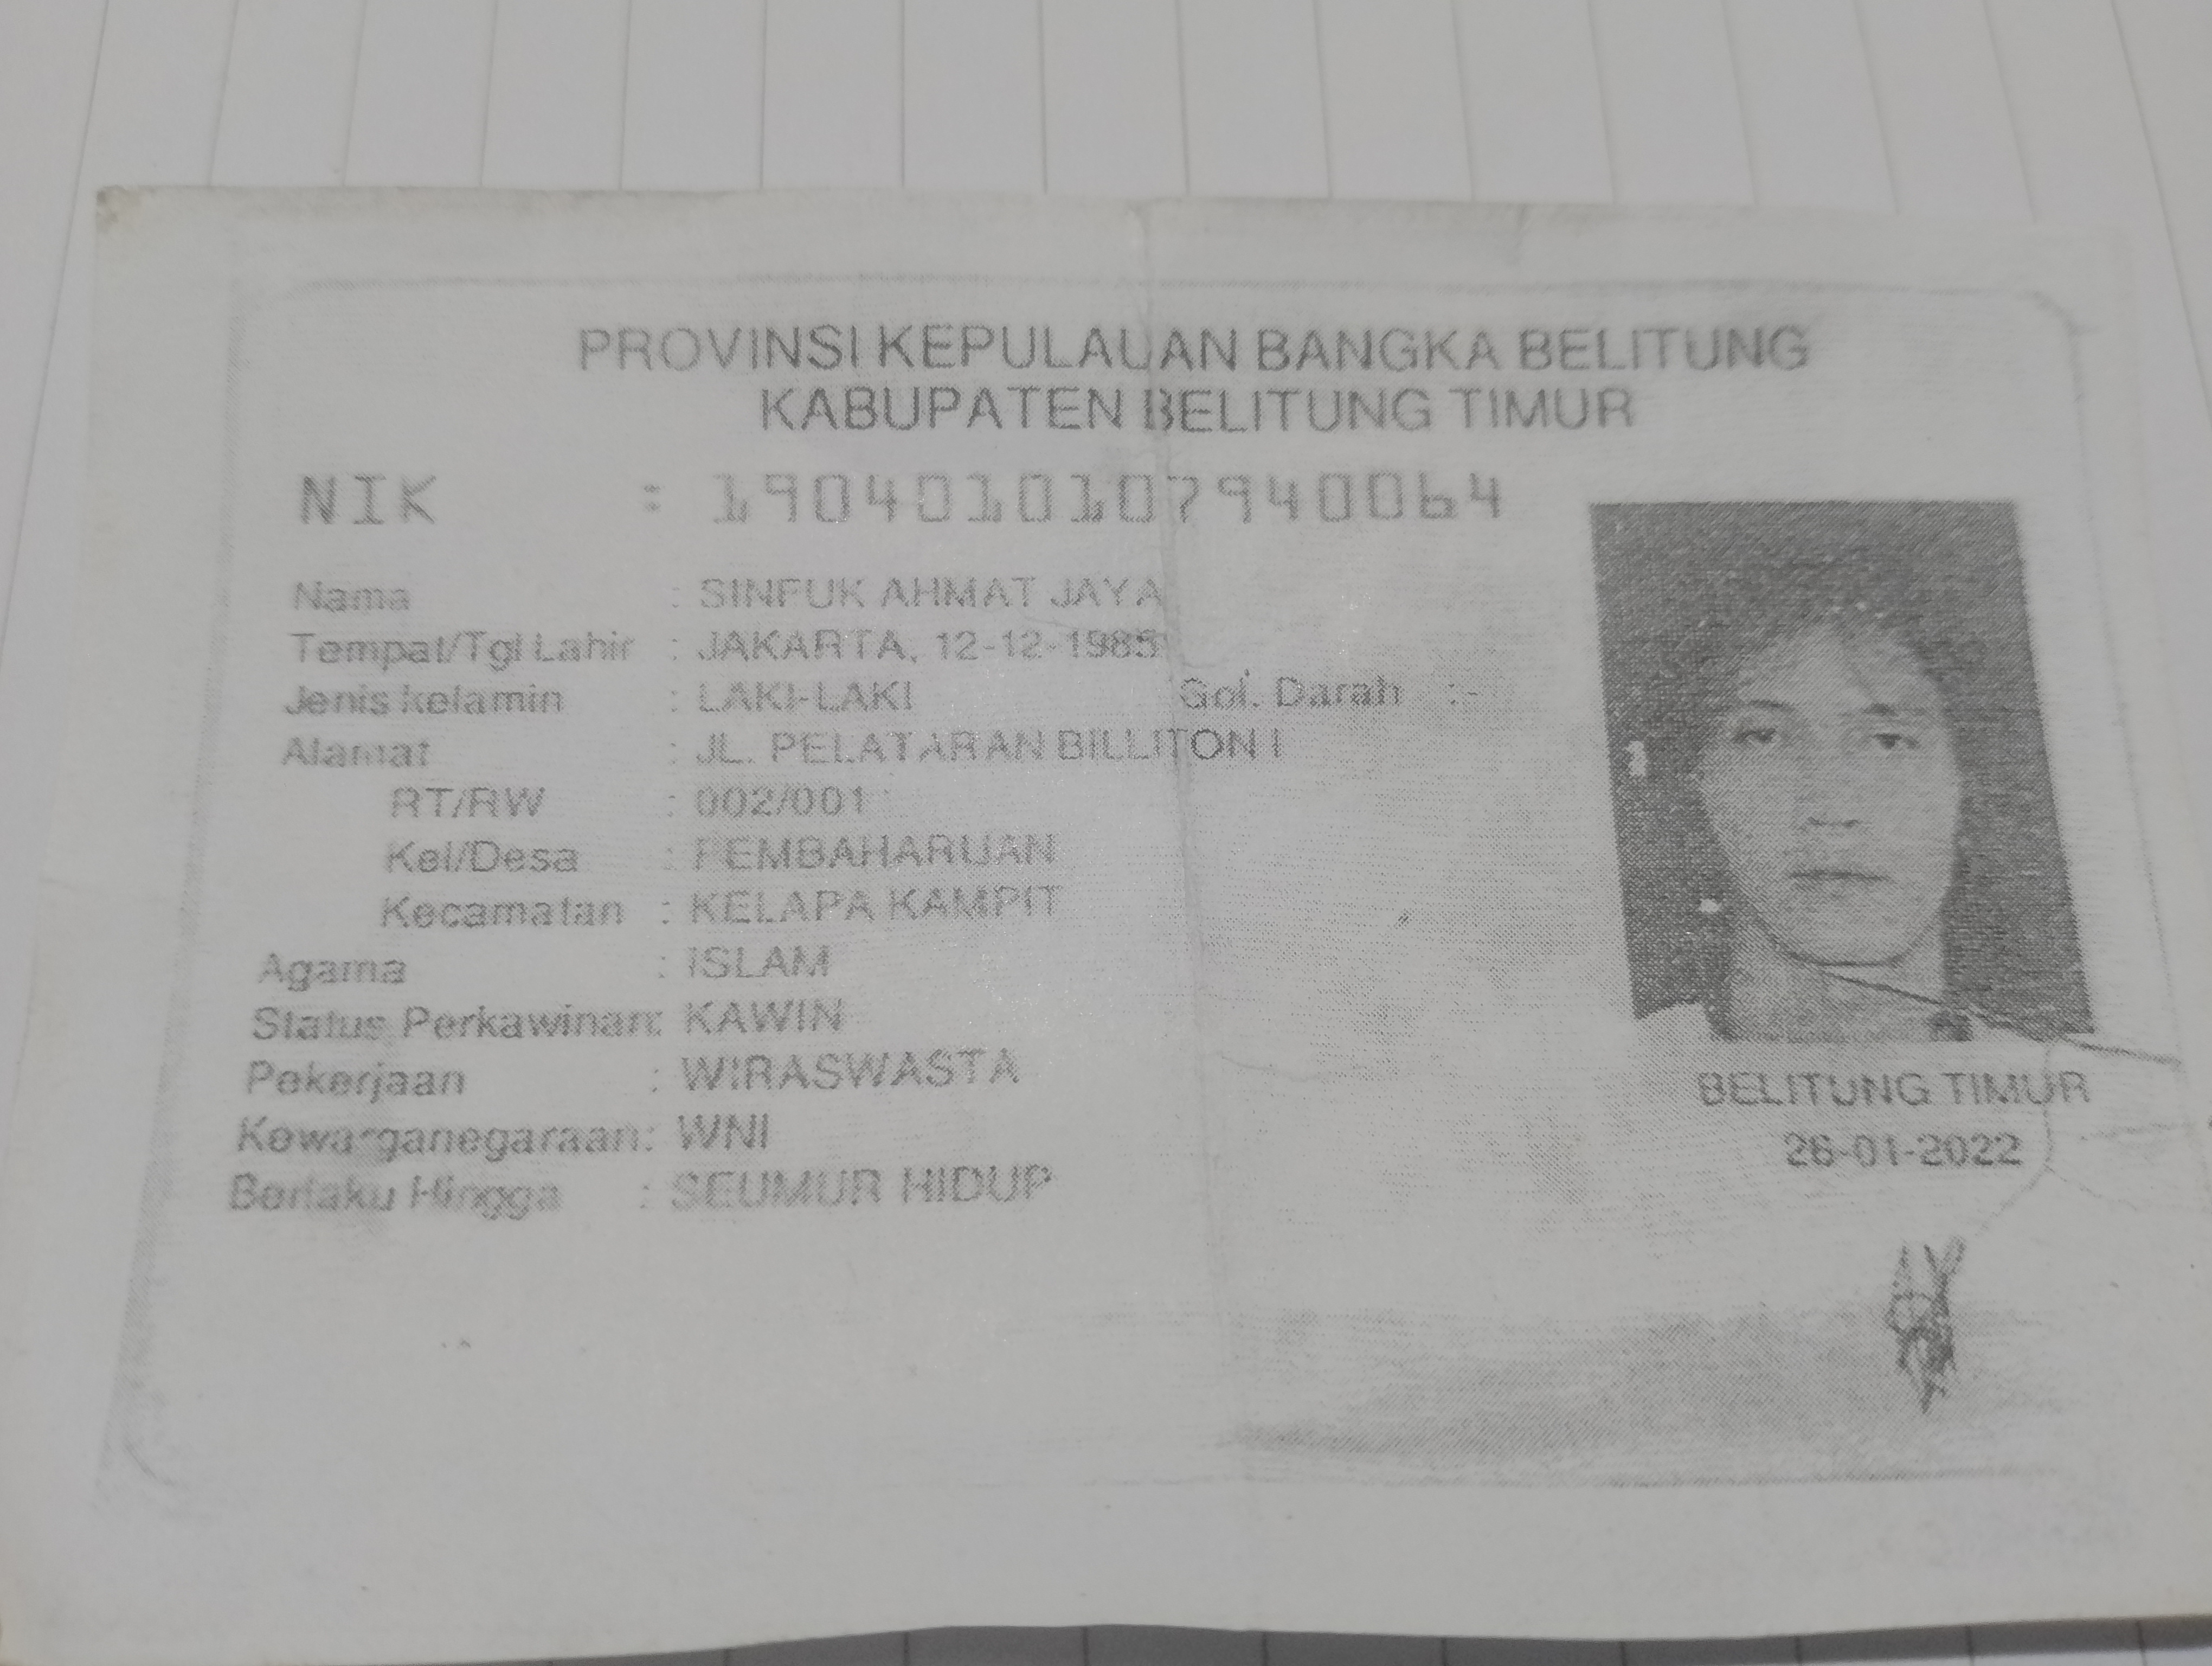 PROVINSI KEPULAUAN BANGKA BELITUNG
KABUPATEN BELITUNG TIMUR
NIK : 1904010107940064
Nama : SINFUK AHMAT JAYA
Tempat/Tgl Lahir : JAKARTA, 12-12-1985
Jenis kelamin : LAKI-LAKI Gol. Darah : -
Alamat : JL. PELATARAN BILLITON I
RT/RW : 002/001
Kel/Desa : PEMBAHARUAN
Kecamatan : KELAPA KAMPIT
Agama : ISLAM
Status Perkawinan: KAWIN
Pekerjaan : WIRASWASTA
Kewarganegaraan: WNI
Berlaku Hingga : SEUMUR HIDUP
BELITUNG TIMUR
26-01-2022